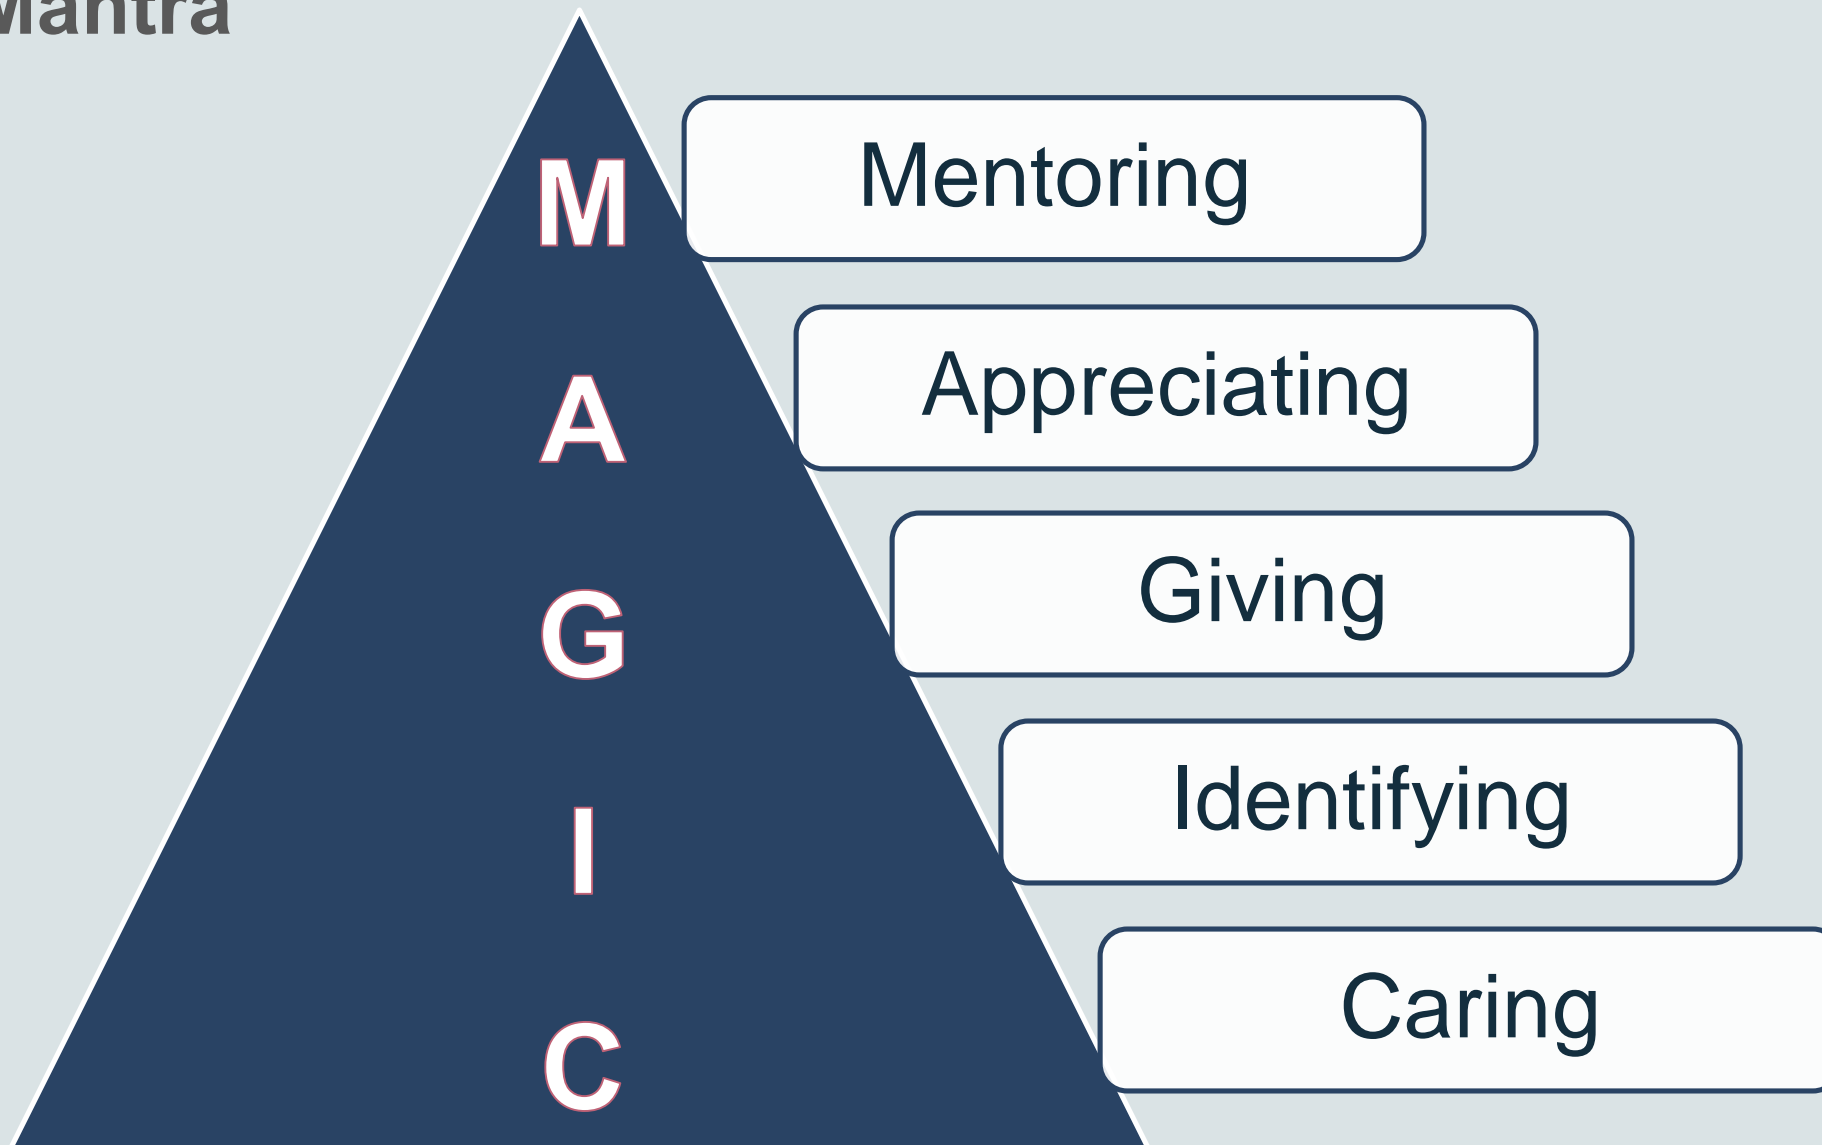 Mantra
M
Mentoring
A
Appreciating
G
Giving
I
Identifying
C
Caring